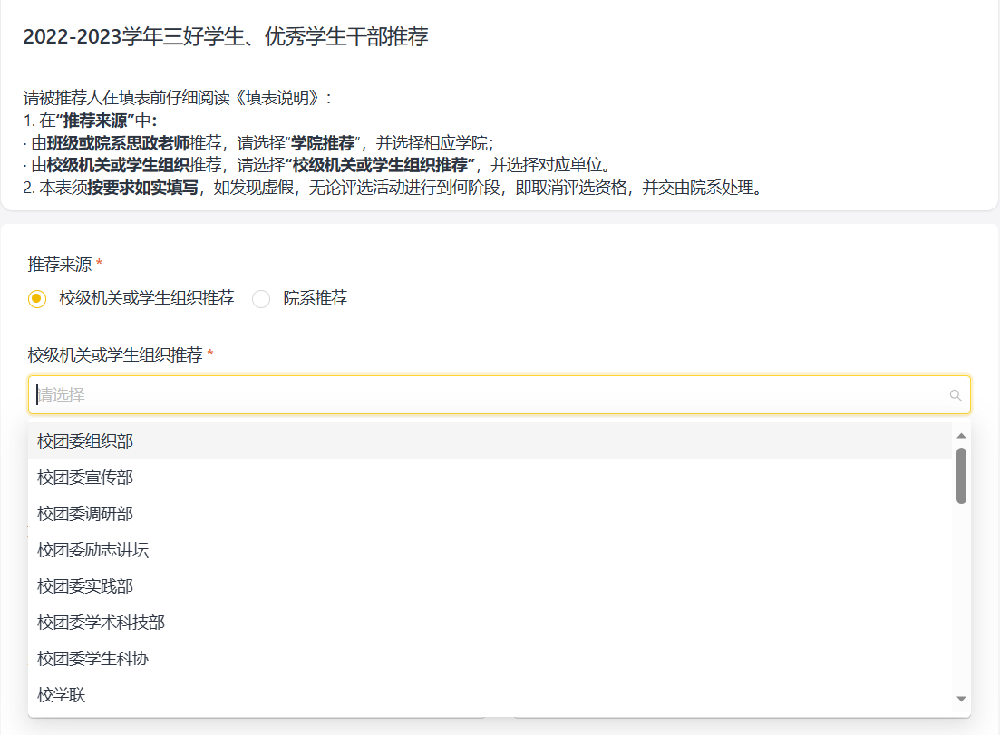 2022-2023学年三好学生、优秀学生干部推荐
请被推荐人在填表前仔细阅读《填表说明》：
1. 在“推荐来源”中：
· 由班级或院系思政老师推荐，请选择“学院推荐”，并选择相应学院；
· 由校级机关或学生组织推荐，请选择“校级机关或学生组织推荐”，并选择对应单位。
2. 本表须按要求如实填写，如发现虚假，无论评选活动进行到何阶段，即取消评选资格，并交由院系处理。
推荐来源 *
校级机关或学生组织推荐 院系推荐
校级机关或学生组织推荐 *
请选择
校团委组织部
校团委宣传部
校团委调研部
校团委励志讲坛
校团委实践部
校团委学术科技部
校团委学生科协
校学联